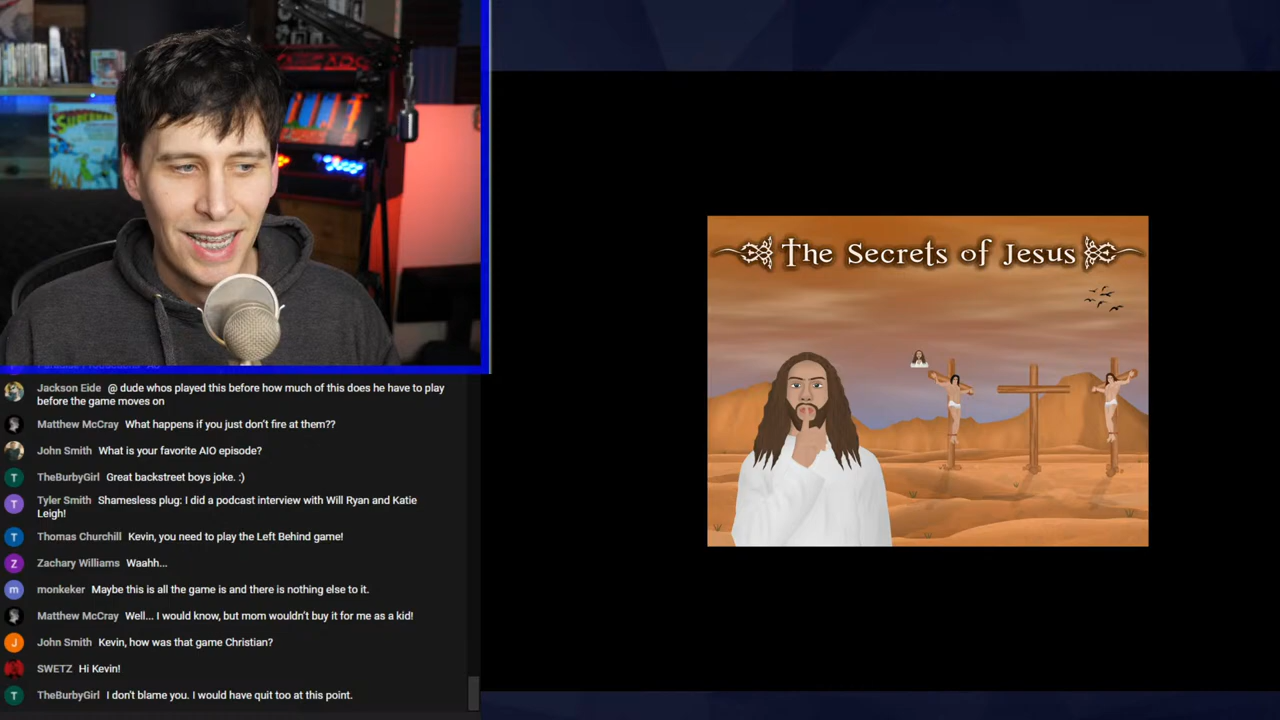 SUPERMAN
The Secrets of Jesus
Jackson Eide @ dude whos played this before how much of this does he have to play
before the game moves on
Matthew McCray What happens if you just don't fire at them??
John Smith What is your favorite AIO episode?
T TheBurbyGirl Great backstreet boys joke. :)
T Tyler Smith Shamesless plug: I did a podcast interview with Will Ryan and Katie
Leigh!
T Thomas Churchill Kevin, you need to play the Left Behind game!
Z Zachary Williams Waahh...
m monkeker Maybe this is all the game is and there is nothing else to it.
Matthew McCray Well... I would know, but mom wouldn't buy it for me as a kid!
J John Smith Kevin, how was that game Christian?
SWETZ Hi Kevin!
T TheBurbyGirl I don't blame you. I would have quit too at this point.